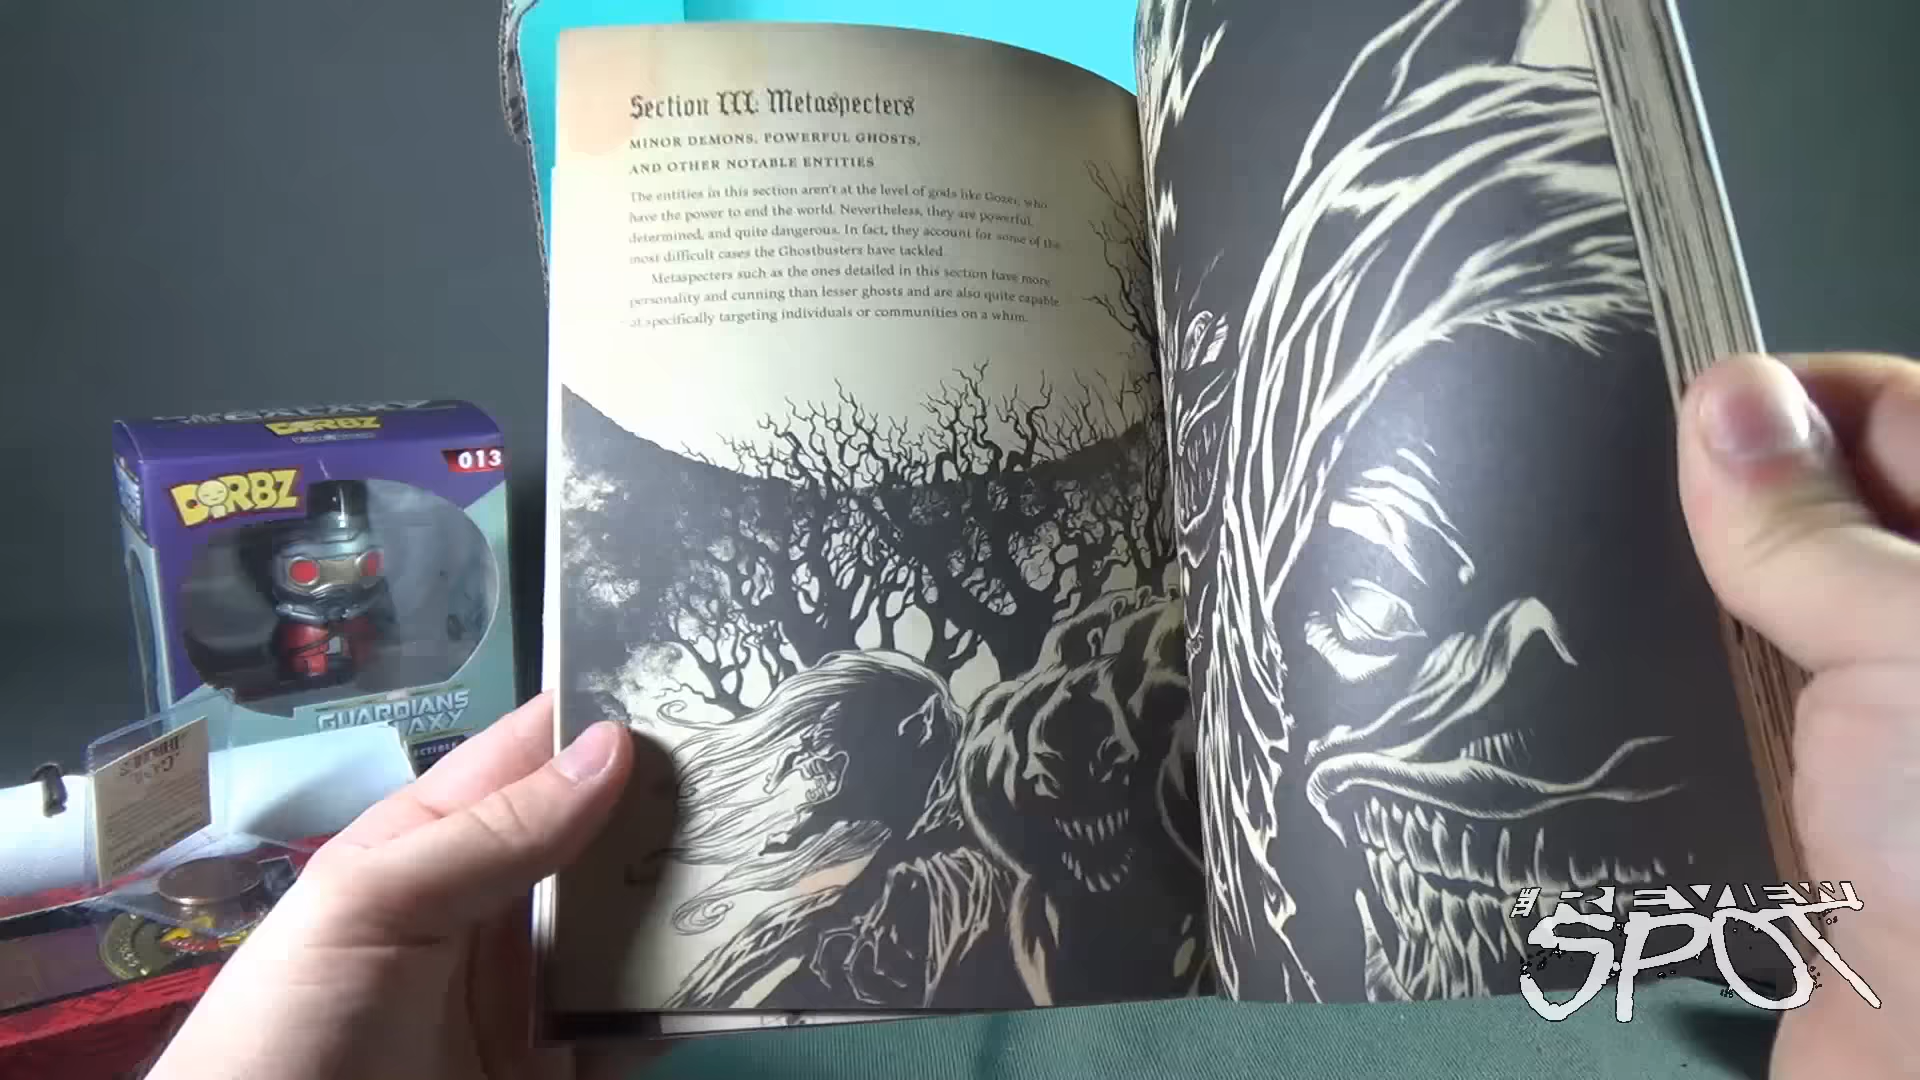 Section III: Metaspecters
MINOR DEMONS, POWERFUL GHOSTS,
AND OTHER NOTABLE ENTITIES
The entities in this section aren't at the level of gods like Gozer, who
have the power to end the world. Nevertheless, they are powerful,
determined, and quite dangerous. In fact, they account for some of the
most difficult cases the Ghostbusters have tackled.
Metaspecters such as the ones detailed in this section have more
personality and cunning than lesser ghosts and are also quite capable
of specifically targeting individuals or communities on a whim.
DORBZ
013
DORBZ
GUARDIANS
THE REVIEW
SPOT